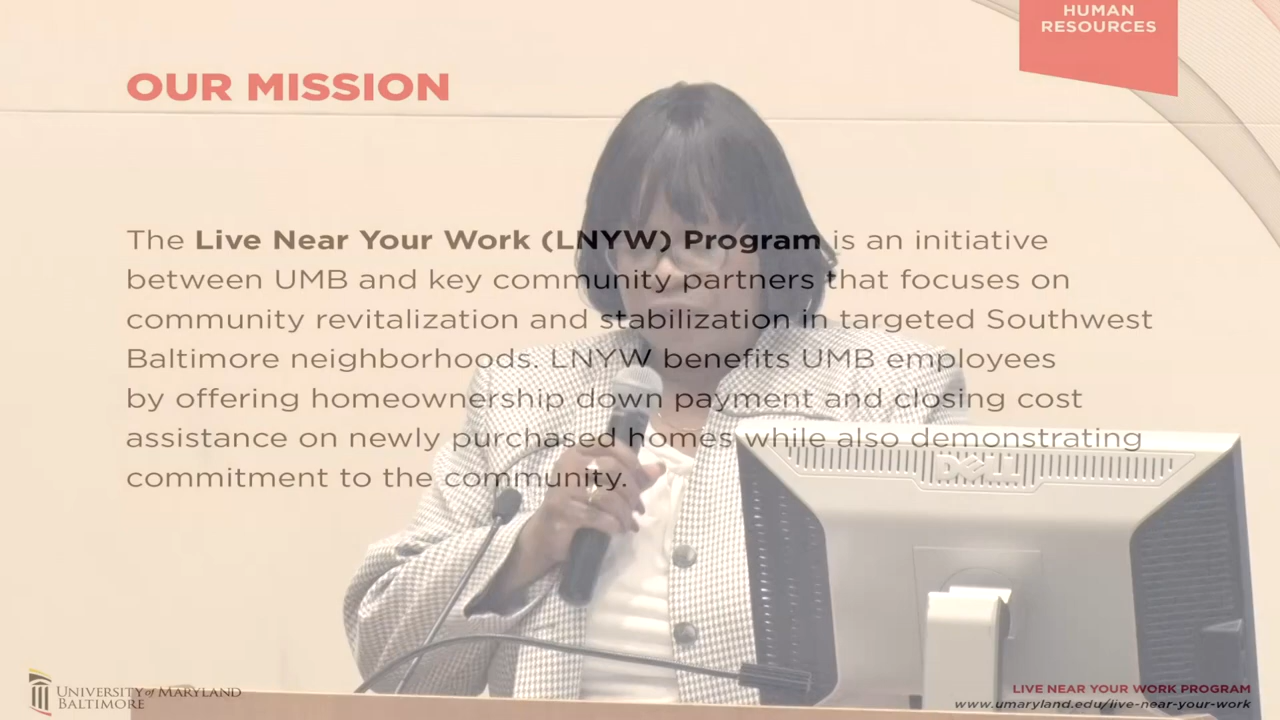 HUMAN
RESOURCES
OUR MISSION
The Live Near Your Work (LNYW) Program is an initiative
between UMB and key community partners that focuses on
community revitalization and stabilization in targeted Southwest
Baltimore neighborhoods. LNYW benefits UMB employees
by offering homeownership down payment and closing cost
assistance on newly purchased homes while also demonstrating
commitment to the community.
DELL
UNIVERSITY of MARYLAND
BALTIMORE
LIVE NEAR YOUR WORK PROGRAM
www.umaryland.edu/live-near-your-work